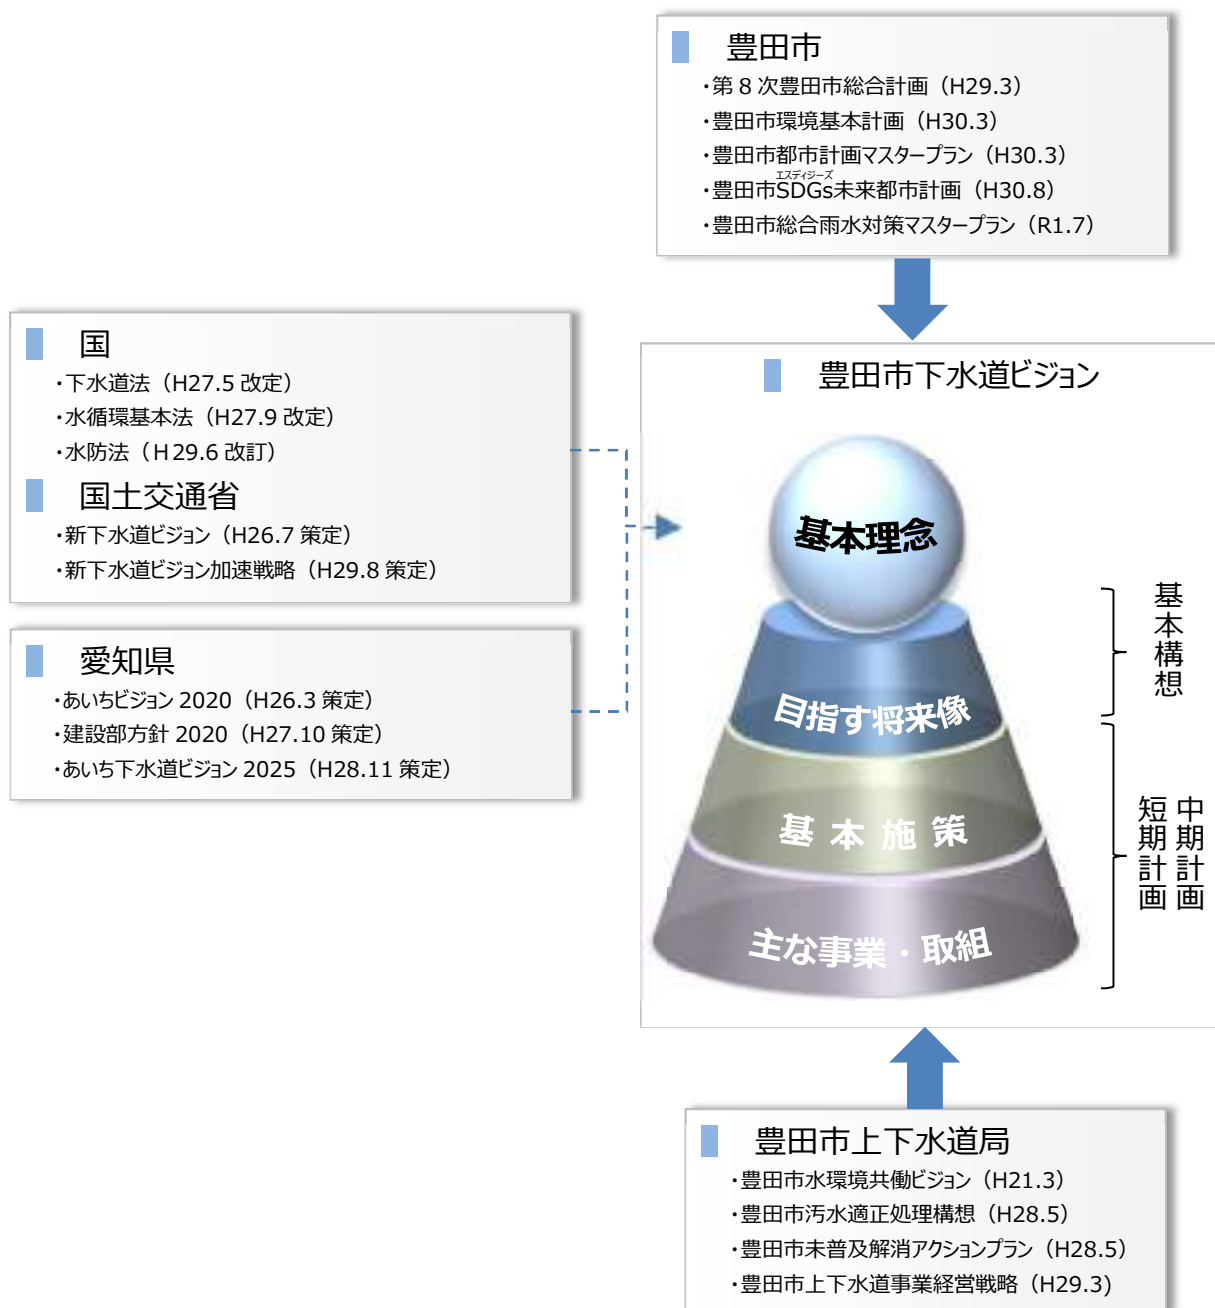 豊田市
・第 8 次豊田市総合計画（H29.3）
・豊田市環境基本計画（H30.3）
・豊田市都市計画マスタープラン（H30.3）
エスディジーズ
・豊田市SDGs未来都市計画（H30.8）
・豊田市総合雨水対策マスタープラン（R1.7）
国
・下水道法（H27.5 改定）
・水循環基本法（H27.9 改定）
・水防法（Ｈ29.6 改訂）
国土交通省
・新下水道ビジョン（H26.7 策定）
・新下水道ビジョン加速戦略（H29.8 策定）
愛知県
・あいちビジョン 2020（H26.3 策定）
・建設部方針 2020（H27.10 策定）
・あいち下水道ビジョン 2025（H28.11 策定）
豊田市下水道ビジョン
基本理念
目指す将来像
基 本 施 策
主な事業・取組
基本構想
中期計画
短期計画
豊田市上下水道局
・豊田市水環境共働ビジョン（H21.3）
・豊田市汚水適正処理構想（H28.5）
・豊田市未普及解消アクションプラン（H28.5）
・豊田市上下水道事業経営戦略（H29.3)